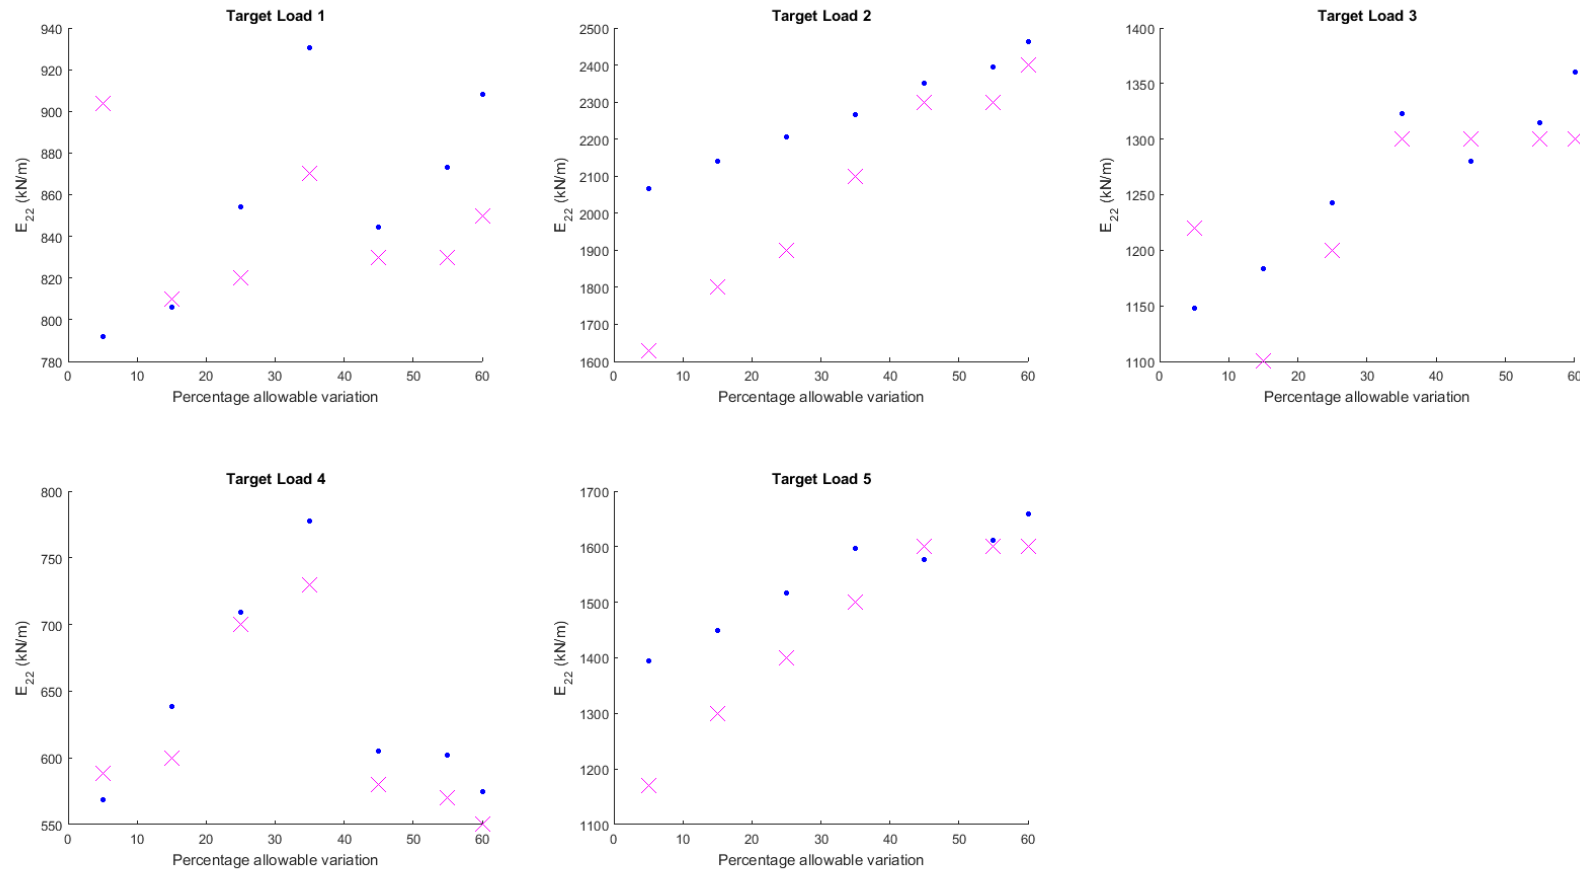 Target Load 1
940
920
900
880
860
840
820
800
780
E22 (kN/m)
0 10 20 30 40 50 60
Percentage allowable variation
Target Load 2
2500
2400
2300
2200
2100
2000
1900
1800
1700
1600
E22 (kN/m)
0 10 20 30 40 50 60
Percentage allowable variation
Target Load 3
1400
1350
1300
1250
1200
1150
1100
E22 (kN/m)
0 10 20 30 40 50 60
Percentage allowable variation
Target Load 4
800
750
700
650
600
550
E22 (kN/m)
0 10 20 30 40 50 60
Percentage allowable variation
Target Load 5
1700
1600
1500
1400
1300
1200
1100
E22 (kN/m)
0 10 20 30 40 50 60
Percentage allowable variation